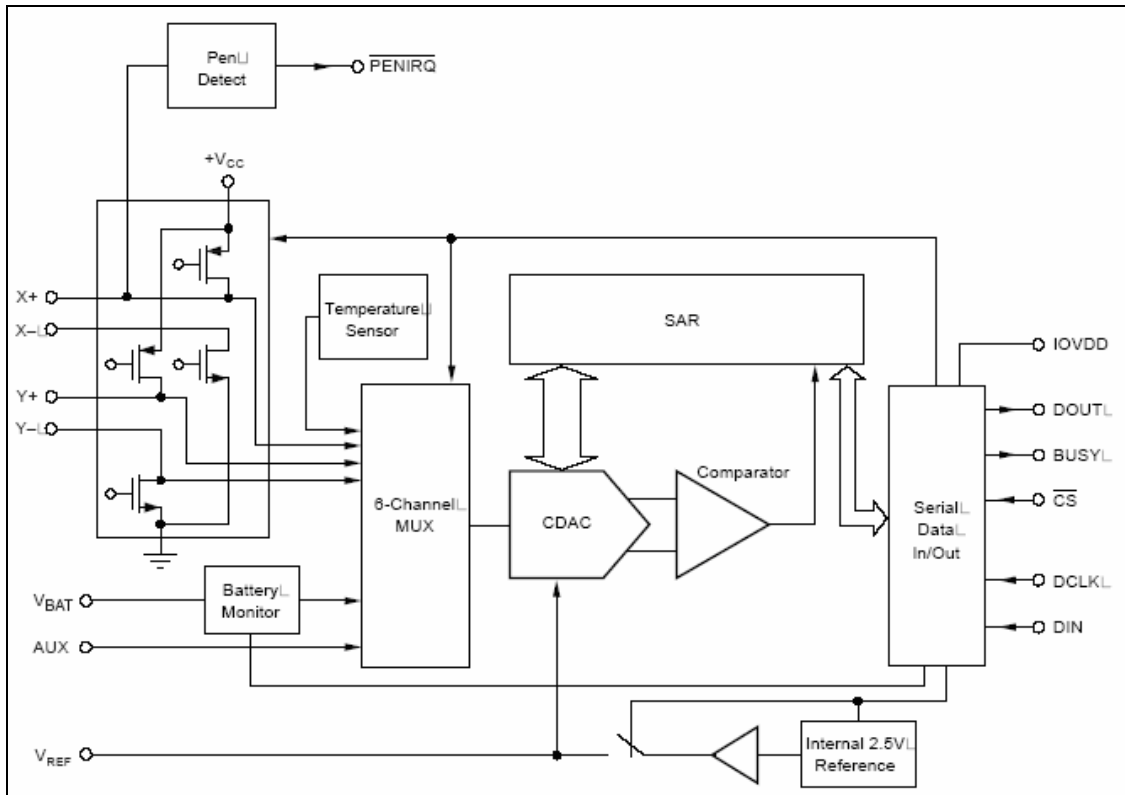 Pen
Detect
PENIRQ
+VCC
X+
X–
Y+
Y–
Temperature
Sensor
SAR
IOVDD
DOUT
BUSY
CS
DCLK
DIN
Serial
Data
In/Out
Comparator
CDAC
6-Channel
MUX
VBAT
Battery
Monitor
AUX
VREF
Internal 2.5V
Reference